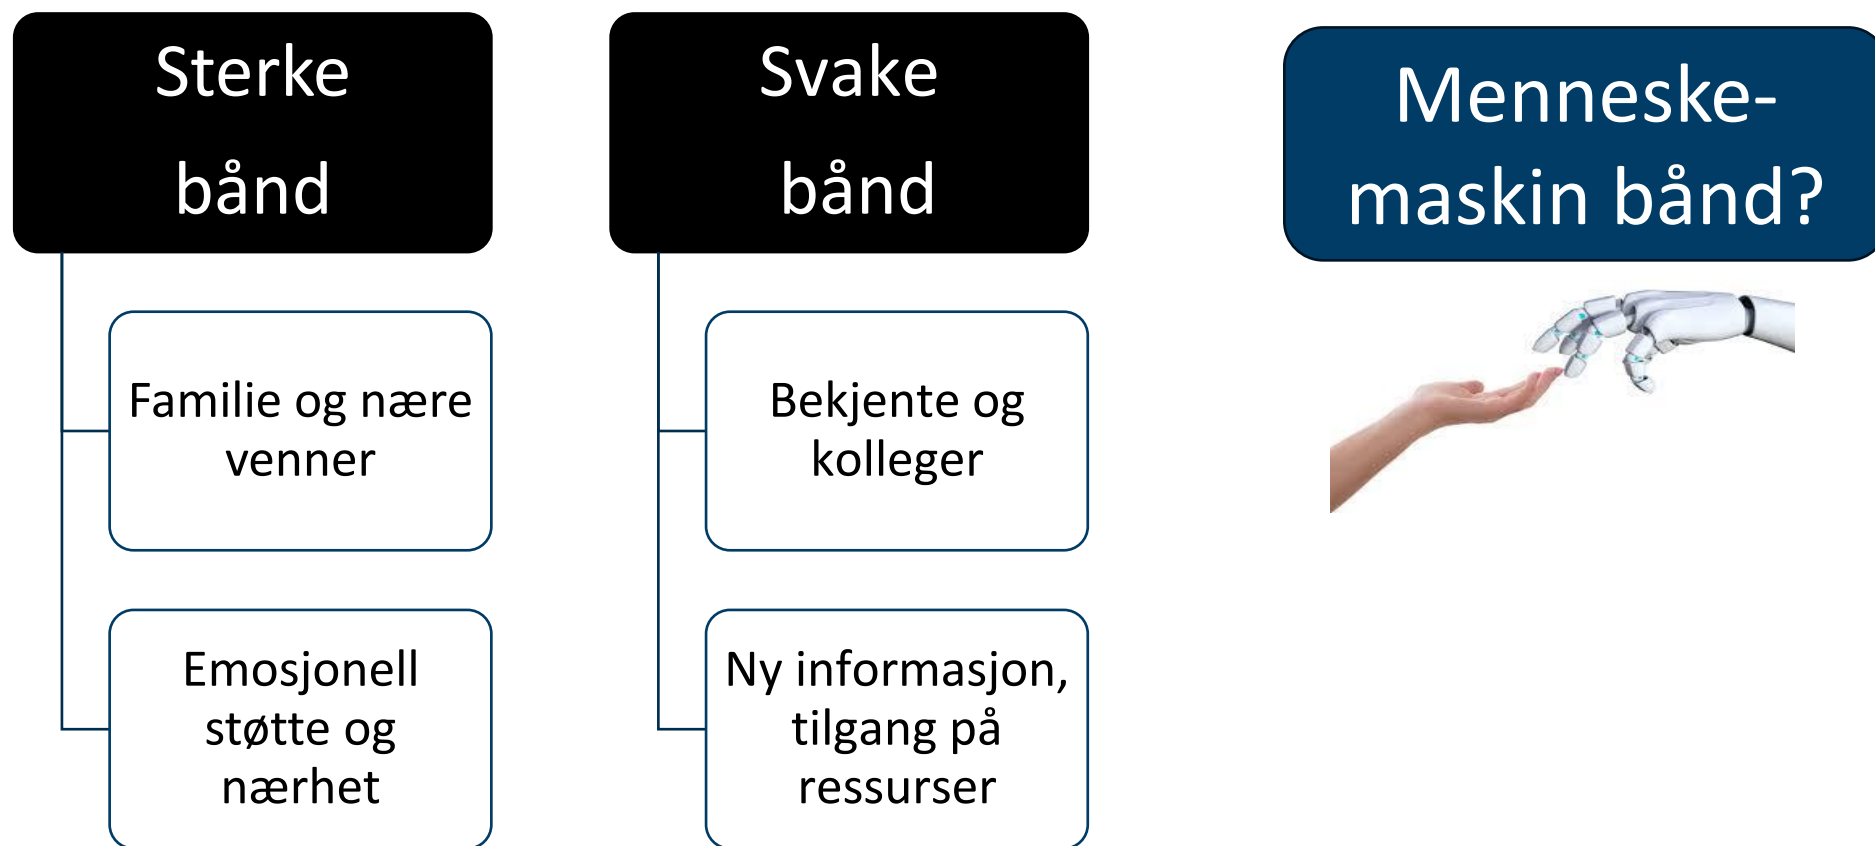 Sterke
bånd
Familie og nære
venner
Emosjonell
støtte og
nærhet
Svake
bånd
Bekjente og
kolleger
Ny informasjon,
tilgang på
ressurser
Menneske-
maskin bånd?